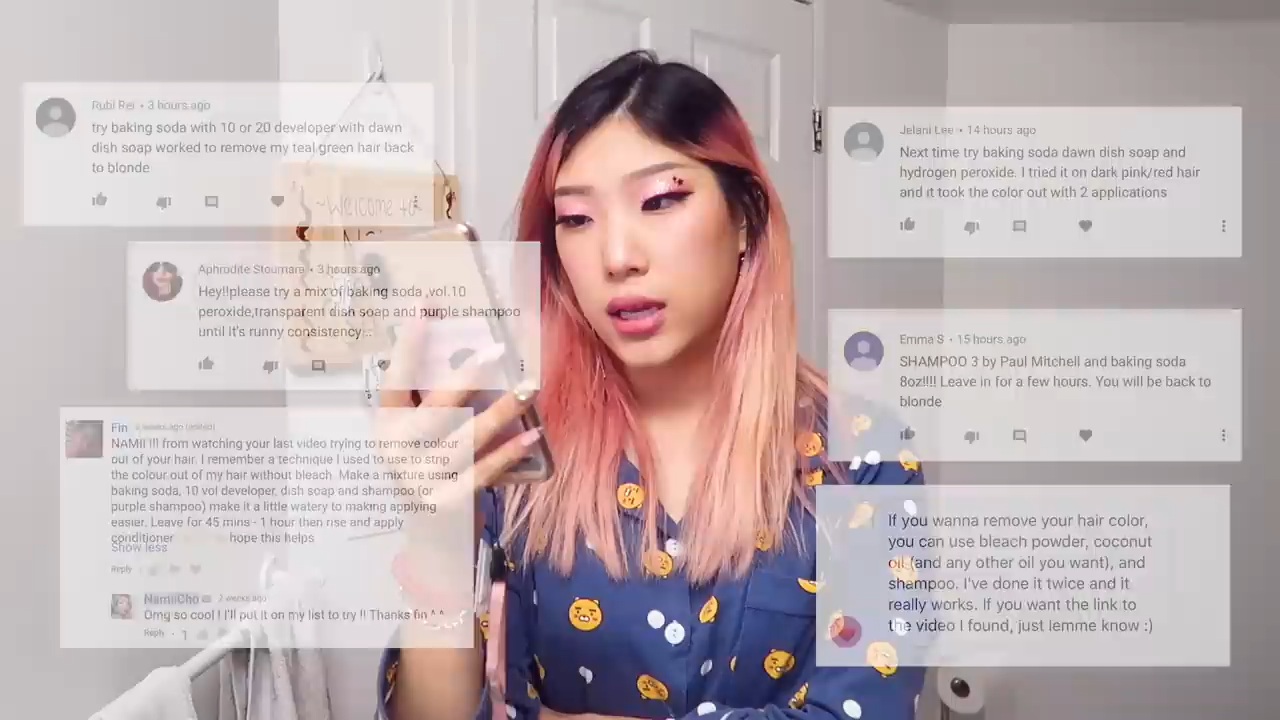 Rubi Rei • 3 hours ago
try baking soda with 10 or 20 developer with dawn
dish soap worked to remove my teal green hair back
to blonde
~Welcome to~
Aphrodite Stoumara • 3 hours ago
Hey!!please try a mix of baking soda ,vol.10
peroxide,transparent dish soap and purple shampoo
until it's runny consistency..
Fin 2 weeks ago (edited)
NAMII !!! from watching your last video trying to remove colour
out of your hair. I remember a technique I used to use to strip
the colour out of my hair without bleach. Make a mixture using
baking soda, 10 vol developer, dish soap and shampoo (or
purple shampoo) make it a little watery to making applying
easier. Leave for 45 mins - 1 hour then rise and apply
conditioner hope this helps
Show less
Reply
NamiiCho 2 weeks ago
Omg so cool ! I'll put it on my list to try !! Thanks fin ^^
Reply • 1
Jelani Lee • 14 hours ago
Next time try baking soda dawn dish soap and
hydrogen peroxide. I tried it on dark pink/red hair
and it took the color out with 2 applications
Emma S • 15 hours ago
SHAMPOO 3 by Paul Mitchell and baking soda
8oz!!!! Leave in for a few hours. You will be back to
blonde
If you wanna remove your hair color,
you can use bleach powder, coconut
oil (and any other oil you want), and
shampoo. I've done it twice and it
really works. If you want the link to
the video I found, just lemme know :)